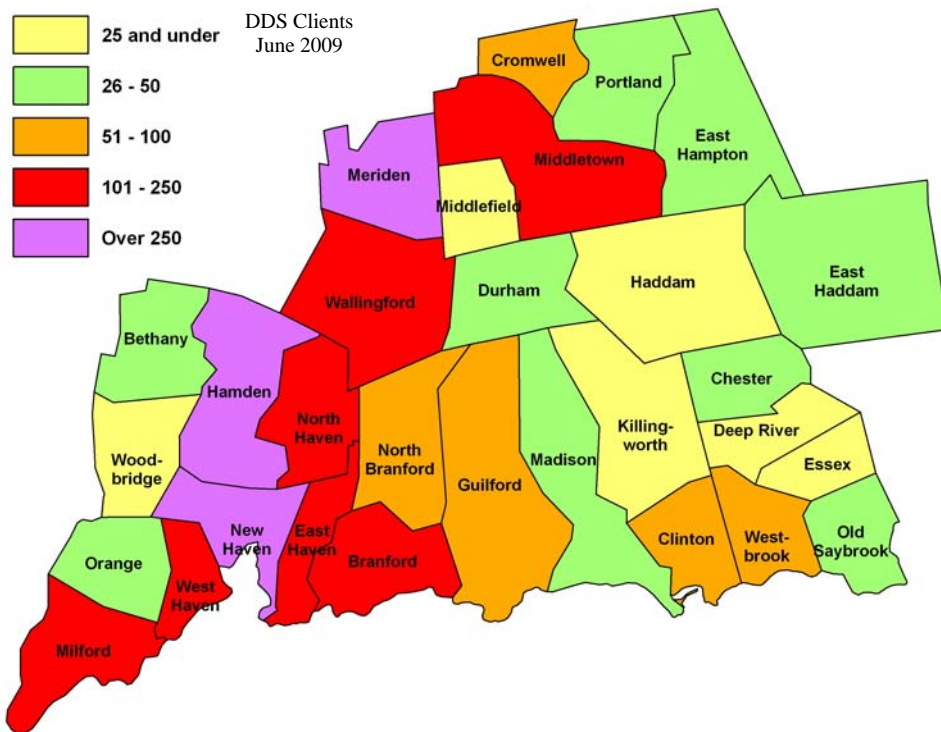 25 and under
26 - 50
51 - 100
101 - 250
Over 250
DDS Clients
June 2009
Cromwell
Portland
East
Hampton
Middletown
Meriden
Middlefield
Wallingford
Durham
Haddam
East
Haddam
Bethany
Hamden
North
Haven
Chester
Killing-
worth
Deep River
Essex
Wood-
bridge
North
Branford
Guilford
Madison
New
Haven
East
Haven
Branford
Clinton
West-
brook
Old
Saybrook
Orange
West
Haven
Milford